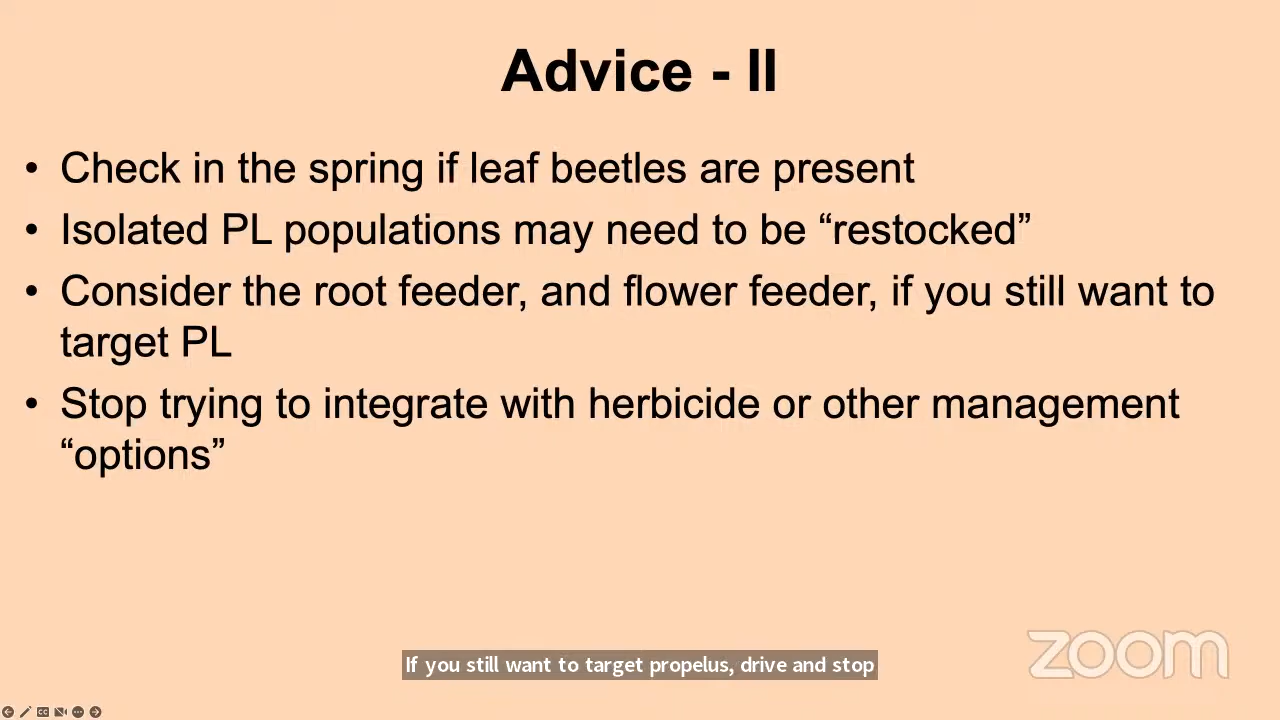 Advice - II
• Check in the spring if leaf beetles are present
• Isolated PL populations may need to be “restocked”
• Consider the root feeder, and flower feeder, if you still want to
target PL
• Stop trying to integrate with herbicide or other management
“options”
If you still want to target propelus, drive and stop
zoom